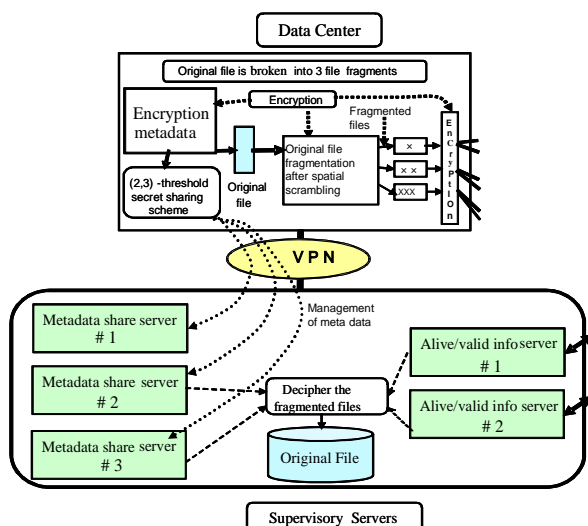 Data Center
Original file is broken into 3 file fragments
Encryption
metadata
Encryption
Fragmented
files
Original file
fragmentation
after spatial
scrambling
Original
file
(2,3) -threshold
secret sharing
scheme
×
× ×
×××
EnCryPtIOn
VPN
Management
of meta data
Metadata share server
# 1
Metadata share server
# 2
Metadata share server
# 3
Decipher the
fragmented files
Original File
Alive/valid info server
# 1
Alive/valid info server
# 2
Supervisory Servers